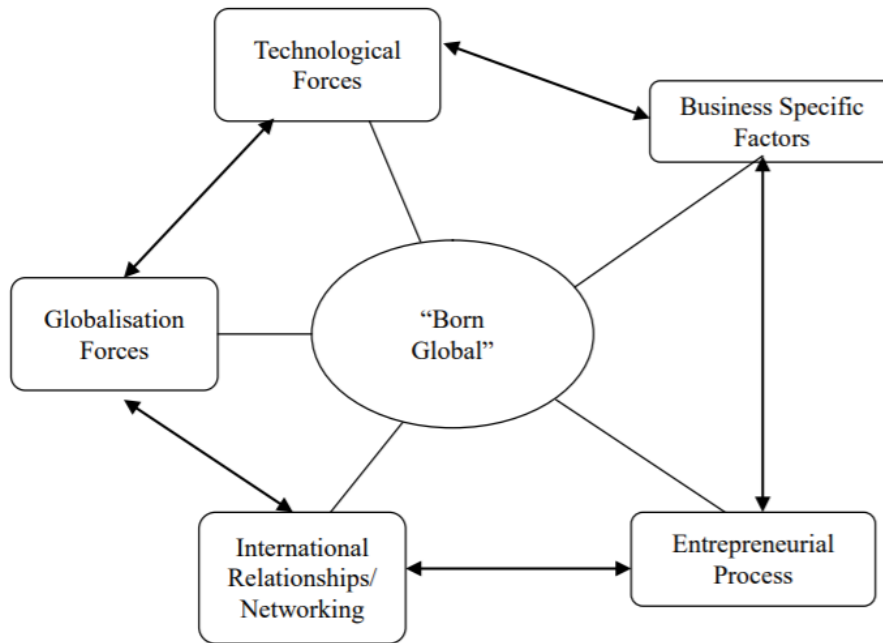 Technological
Forces
Business Specific
Factors
Globalisation
Forces
“Born
Global”
International
Relationships/
Networking
Entrepreneurial
Process